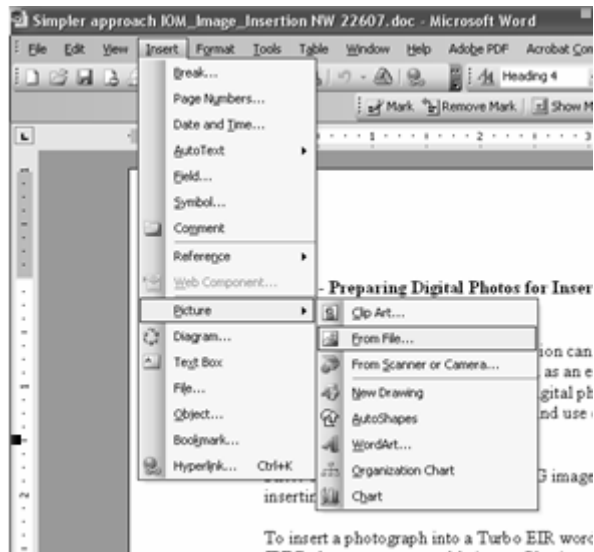 Simpler approach IOM_Image_Insertion NW 22607.doc - Microsoft Word
File Edit View Insert Format Tools Table Window Help Adobe PDF Acrobat
Heading 4
Mark Remove Mark Show
1 2 3
Break...
Page Numbers...
Date and Time...
AutoText
Field...
Symbol...
Comment
Reference
Web Component...
Picture
Diagram...
Text Box
File...
Object...
Bookmark...
Hyperlink... Ctrl+K
Clip Art...
From File...
From Scanner or Camera...
New Drawing
AutoShapes
WordArt...
Organization Chart
Chart
- Preparing Digital Photos for Inser
ion can
as an e
gital ph
nd use
G image
insertin
To insert a photograph into a Turbo EIR word